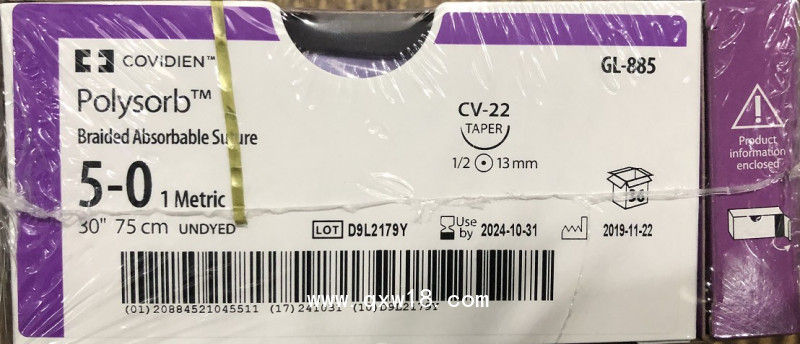 COVIDIEN™
GL-885
Polysorb™
Braided Absorbable Suture
CV-22
TAPER
1/2 13 mm
5-0 1 Metric
36
30" 75 cm UNDYED
LOT D9L2179Y
Use by 2024-10-31
2019-11-22
(01)20884521045511 (17)241031 (10)D9L2179Y
www.gxw18.com
Product
information
enclosed